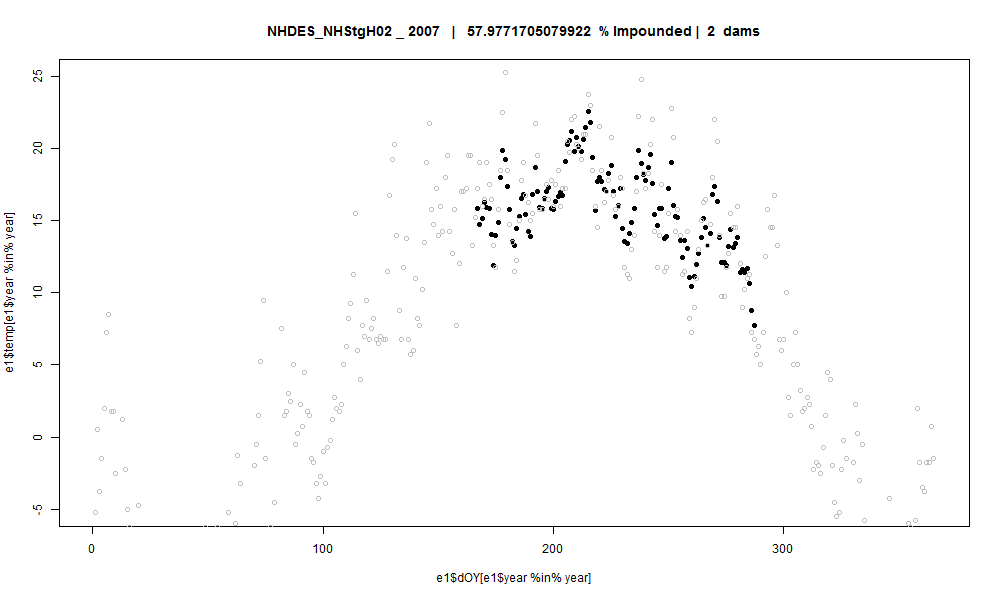 NHDES_NHStgH02 _ 2007 | 57.9771705079922 % Impounded | 2 dams
e1$temp[e1$year %in% year]
25
20
15
10
5
0
-5
0 100 200 300
e1$dOY[e1$year %in% year]